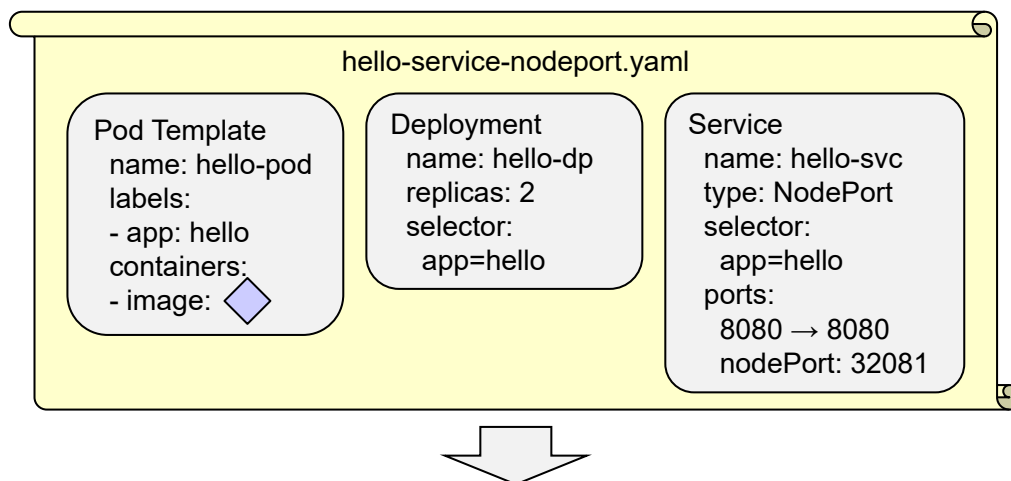 hello-service-nodeport.yaml
Pod Template
name: hello-pod
labels:
- app: hello
containers:
- image:
Deployment
name: hello-dp
replicas: 2
selector:
app=hello
Service
name: hello-svc
type: NodePort
selector:
app=hello
ports:
8080 → 8080
nodePort: 32081